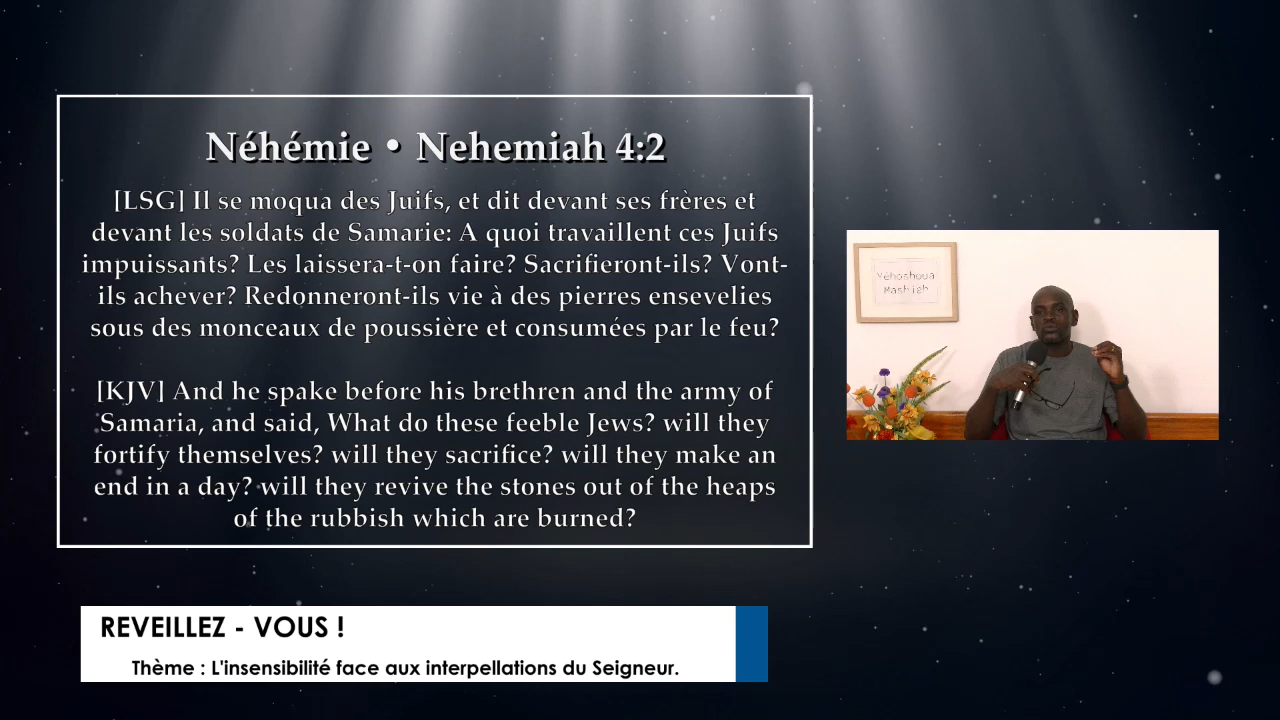 Néhémie • Nehemiah 4:2
[LSG] Il se moqua des Juifs, et dit devant ses frères et
devant les soldats de Samarie: A quoi travaillent ces Juifs
impuissants? Les laissera-t-on faire? Sacrifieront-ils? Vont-
ils achever? Redonneront-ils vie à des pierres ensevelies
sous des monceaux de poussière et consumées par le feu?
[KJV] And he spake before his brethren and the army of
Samaria, and said, What do these feeble Jews? will they
fortify themselves? will they sacrifice? will they make an
end in a day? will they revive the stones out of the heaps
of the rubbish which are burned?
Yéhoshoua
Mashiah
REVEILLEZ - VOUS !
Thème : L'insensibilité face aux interpellations du Seigneur.